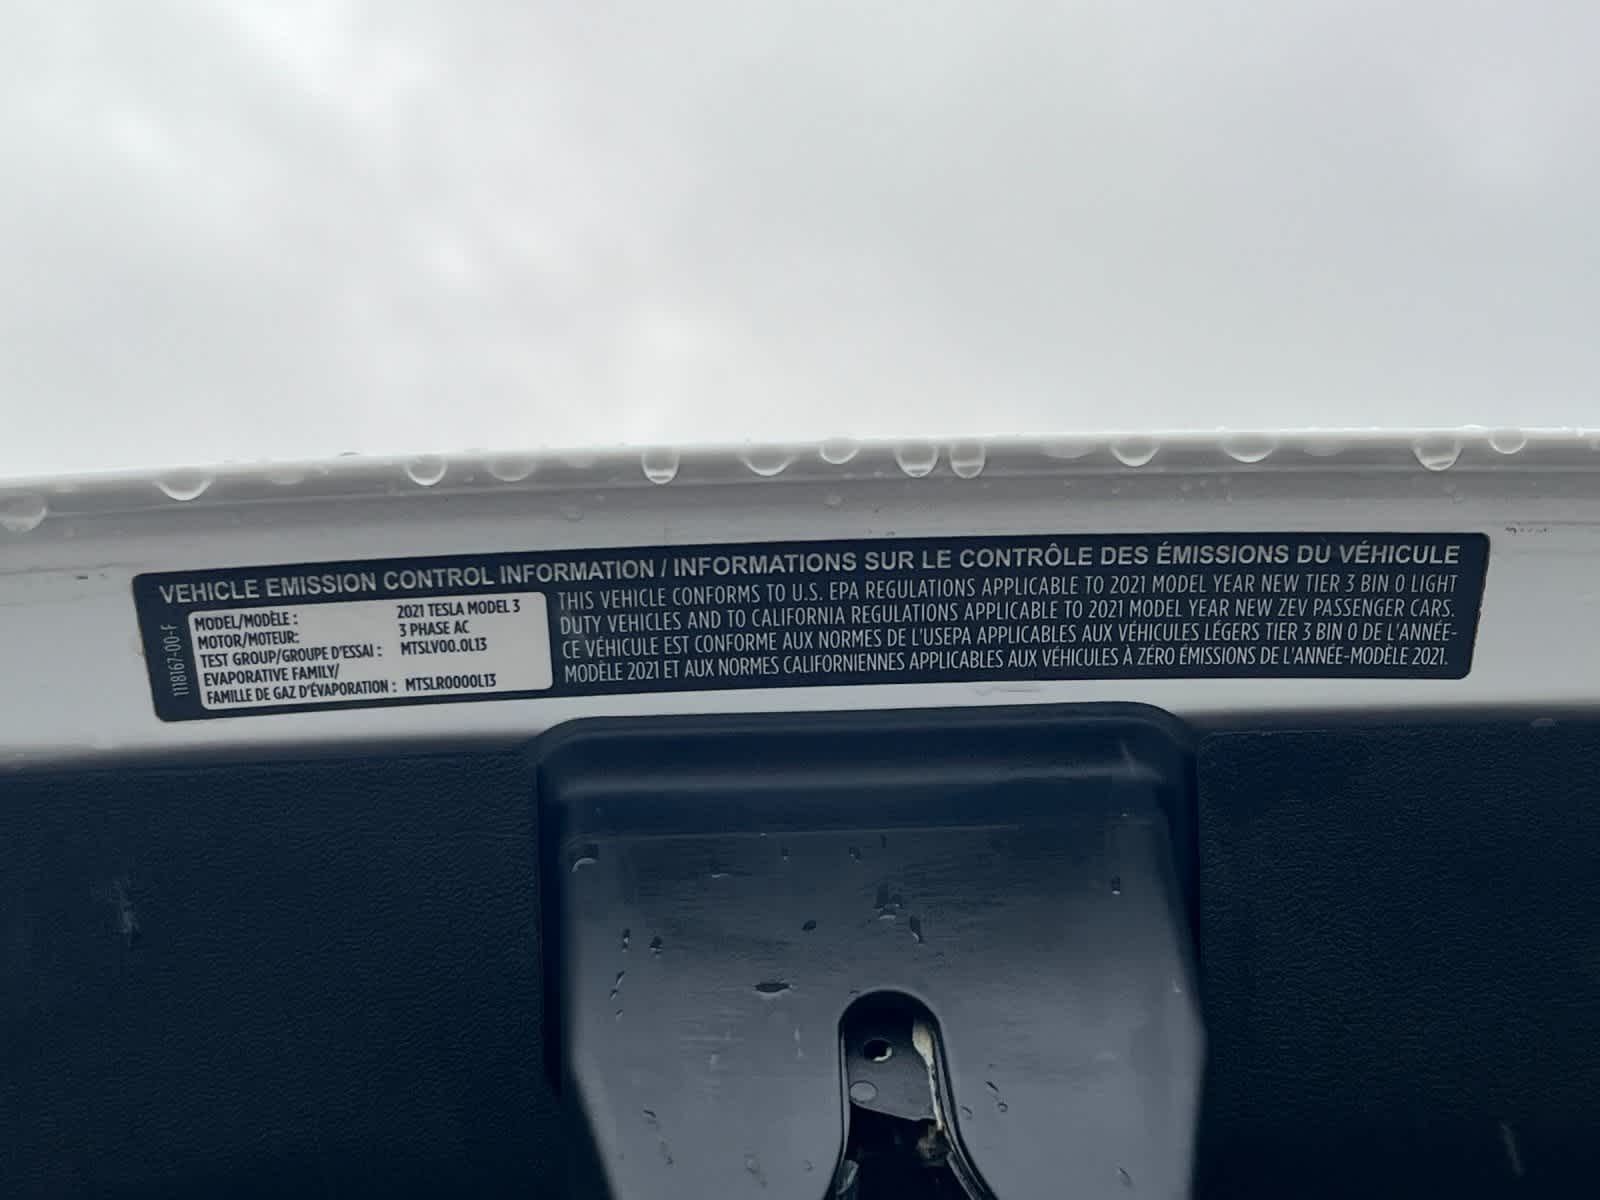 VEHICLE EMISSION CONTROL INFORMATION / INFORMATIONS SUR LE CONTRÔLE DES ÉMISSIONS DU VÉHICULE
1118167-00-F
MODEL/MODÈLE : 2021 TESLA MODEL 3
MOTOR/MOTEUR: 3 PHASE AC
TEST GROUP/GROUPE D'ESSAI : MTSLV00.0L13
EVAPORATIVE FAMILY/
FAMILLE DE GAZ D'ÉVAPORATION : MTSLR0000L13
THIS VEHICLE CONFORMS TO U.S. EPA REGULATIONS APPLICABLE TO 2021 MODEL YEAR NEW TIER 3 BIN 0 LIGHT
DUTY VEHICLES AND TO CALIFORNIA REGULATIONS APPLICABLE TO 2021 MODEL YEAR NEW ZEV PASSENGER CARS.
CE VÉHICULE EST CONFORME AUX NORMES DE L'USEPA APPLICABLES AUX VÉHICULES LÉGERS TIER 3 BIN 0 DE L'ANNÉE-
MODÈLE 2021 ET AUX NORMES CALIFORNIENNES APPLICABLES AUX VÉHICULES À ZÉRO ÉMISSIONS DE L'ANNÉE-MODÈLE 2021.